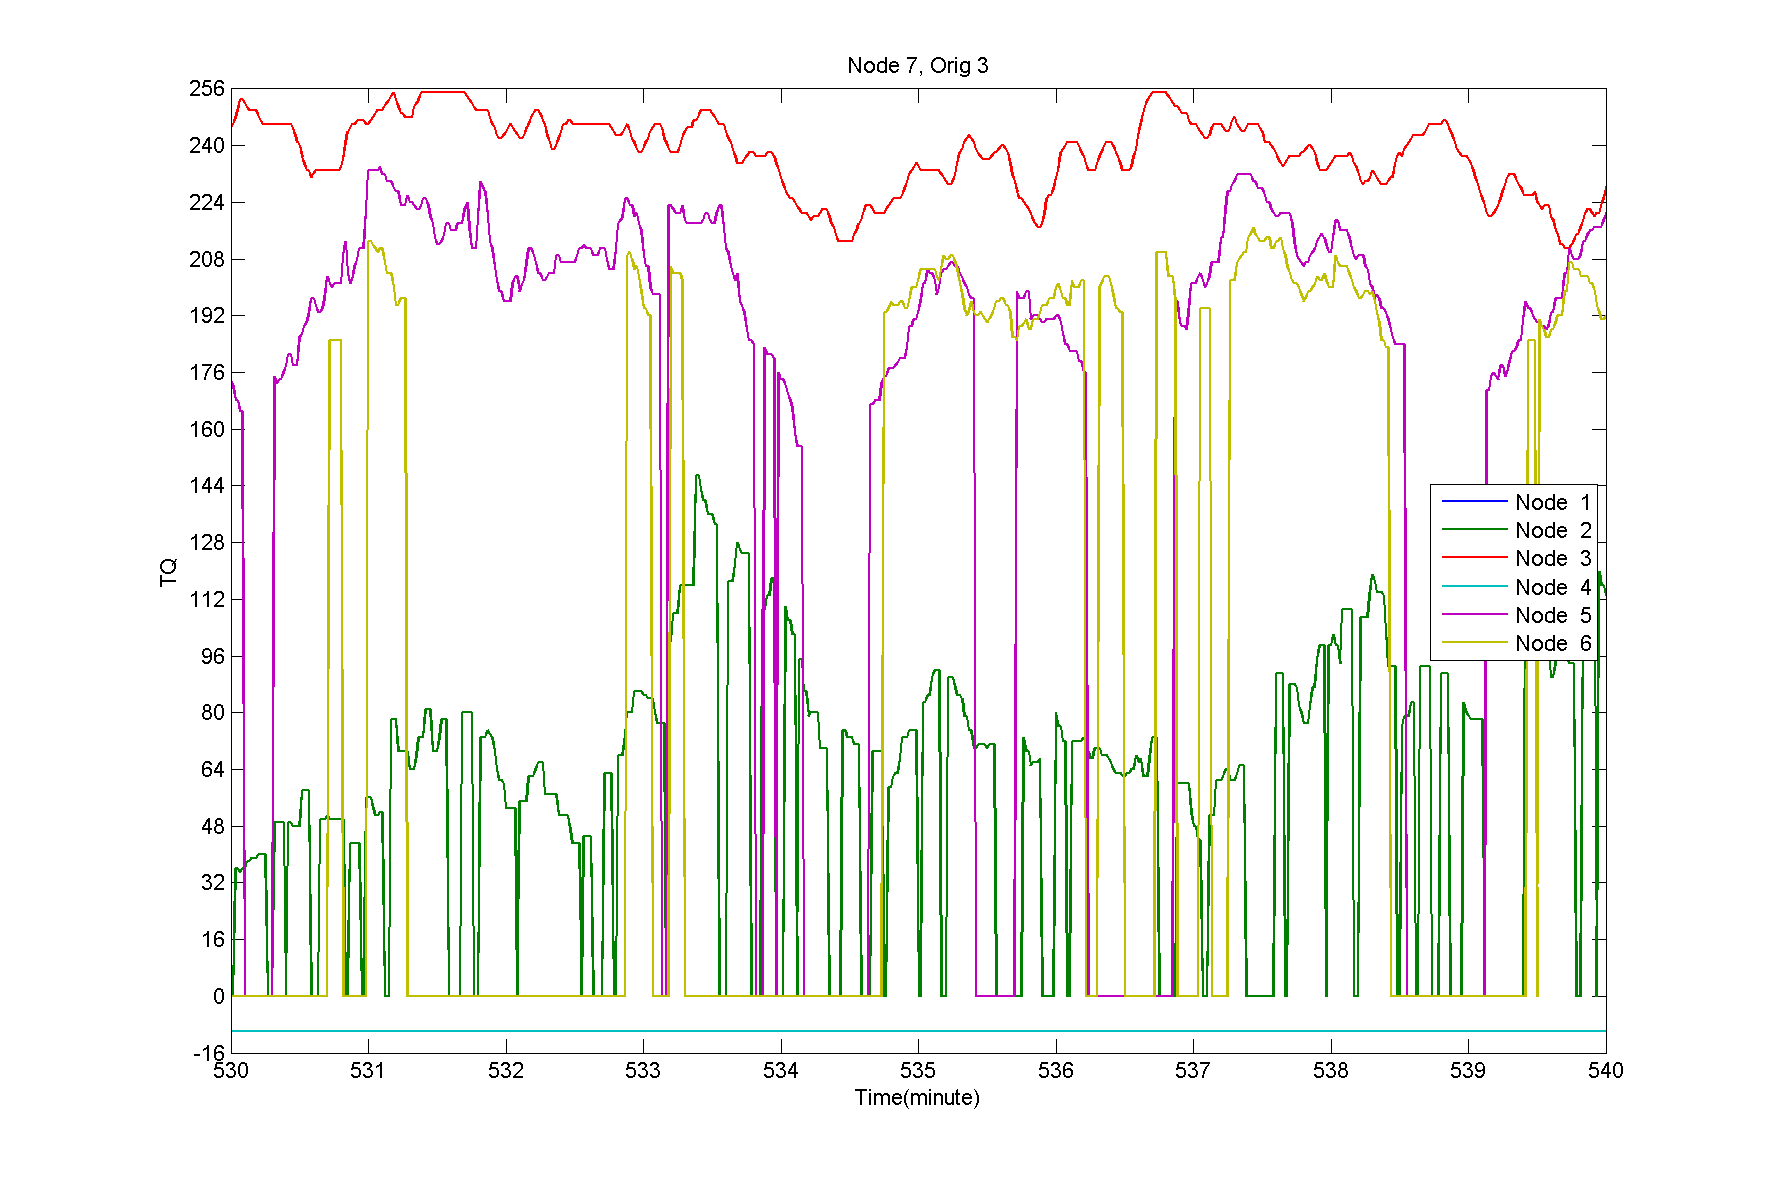 Node 7, Orig 3
256
240
224
208
192
176
160
144
128
112
96
80
64
48
32
16
0
-16
TQ
Node 1
Node 2
Node 3
Node 4
Node 5
Node 6
530 531 532 533 534 535 536 537 538 539 540
Time(minute)